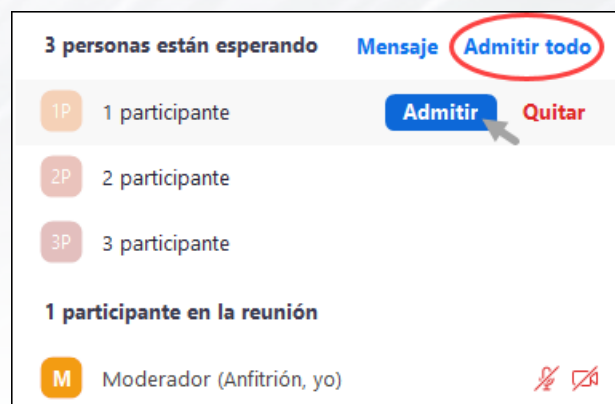 3 personas están esperando Mensaje Admitir todo
1P 1 participante Admitir Quitar
2P 2 participante
3P 3 participante
1 participante en la reunión
M Moderador (Anfitrión, yo)